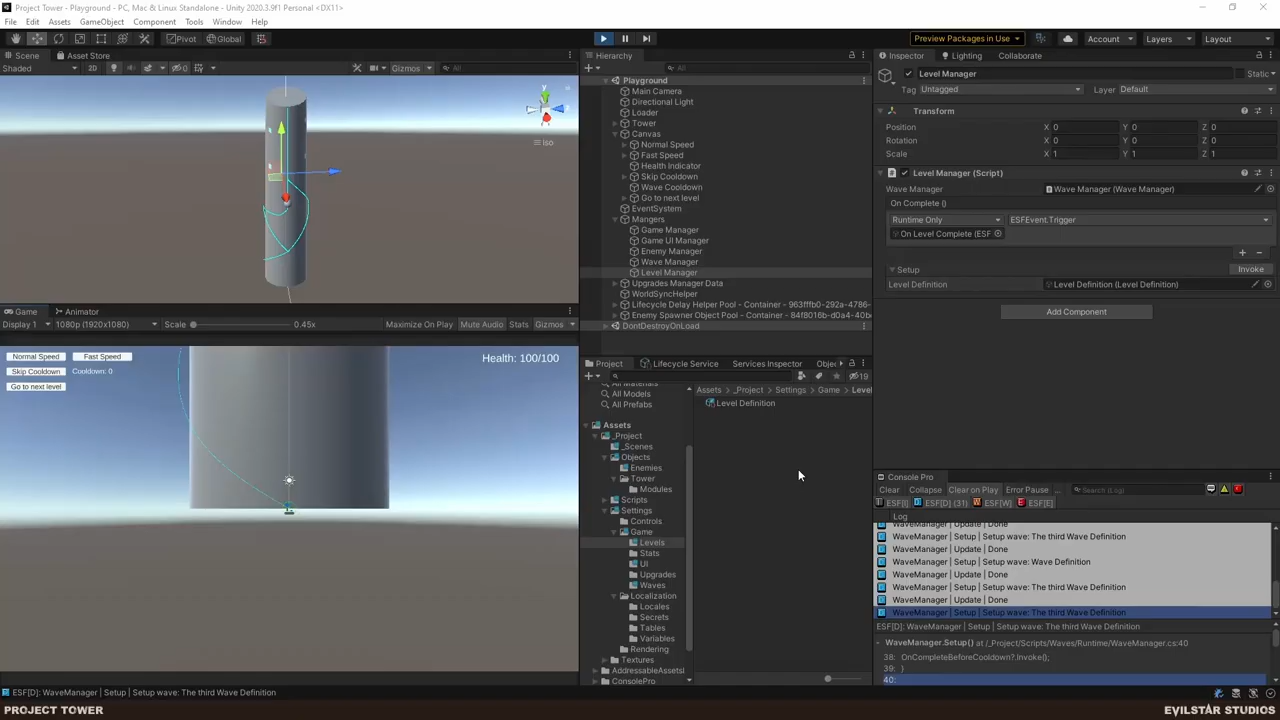 Project Tower - Playground - PC, Mac & Linux Standalone - Unity 2020.3.9f1 Personal <DX11>
File Edit Assets GameObject Component Tools Window Help
Pivot Global
Preview Packages in Use Account Layers Layout
Scene Asset Store
Shaded 2D 0 Gizmos All
y
Iso
Game Animator
Display 1 1080p (1920x1080) Scale 0.45x Maximize On Play Mute Audio Stats Gizmos
Normal Speed Fast Speed Health: 100/100
Skip Cooldown Cooldown: 0
Go to next level
Hierarchy
All
Playground
Main Camera
Directional Light
Loader
Tower
Canvas
Normal Speed
Fast Speed
Health Indicator
Skip Cooldown
Wave Cooldown
Go to next level
EventSystem
Mangers
Game Manager
Game UI Manager
Enemy Manager
Wave Manager
Level Manager
Upgrades Manager Data
WorldSyncHelper
Lifecycle Delay Helper Pool - Container - 963fffb0-292a-4786-
Enemy Spawner Object Pool - Container - 84f8016b-d0a4-40b
DontDestroyOnLoad
Project Lifecycle Service Services Inspector Obje
19
All Materials
All Models
All Prefabs
Assets
_Project
_Scenes
Objects
Enemies
Tower
Modules
Scripts
Settings
Controls
Game
Levels
Stats
UI
Upgrades
Waves
Localization
Locales
Secrets
Tables
Variables
Rendering
Textures
AddressableAssetsI
ConsolePro
Assets _Project Settings Game Level
Level Definition
Inspector Lighting Collaborate
Level Manager Static
Tag Untagged Layer Default
Transform
Position X 0 Y 0 Z 0
Rotation X 0 Y 0 Z 0
Scale X 1 Y 1 Z 1
Level Manager (Script)
Wave Manager Wave Manager (Wave Manager)
On Complete ()
Runtime Only ESFEvent.Trigger
On Level Complete (ESF
Setup Invoke
Level Definition Level Definition (Level Definition)
Add Component
Console Pro
Clear Collapse Clear on Play Error Pause ... Search (Log)
ESF[I] ESF[D] (31) ESF[W] ESF[E]
Log
WaveManager | Update | Done
WaveManager | Setup | Setup wave: The third Wave Definition
WaveManager | Update | Done
WaveManager | Setup | Setup wave: Wave Definition
WaveManager | Update | Done
WaveManager | Setup | Setup wave: The third Wave Definition
WaveManager | Update | Done
WaveManager | Setup | Setup wave: The third Wave Definition
ESF[D]: WaveManager | Setup | Setup wave: The third Wave Definition
WaveManager.Setup() at /_Project/Scripts/Waves/Runtime/WaveManager.cs:40
38: OnCompleteBeforeCooldown?.Invoke();
39: }
40:
ESF[D]: WaveManager | Setup | Setup wave: The third Wave Definition
PROJECT TOWER EVILSTAR STUDIOS